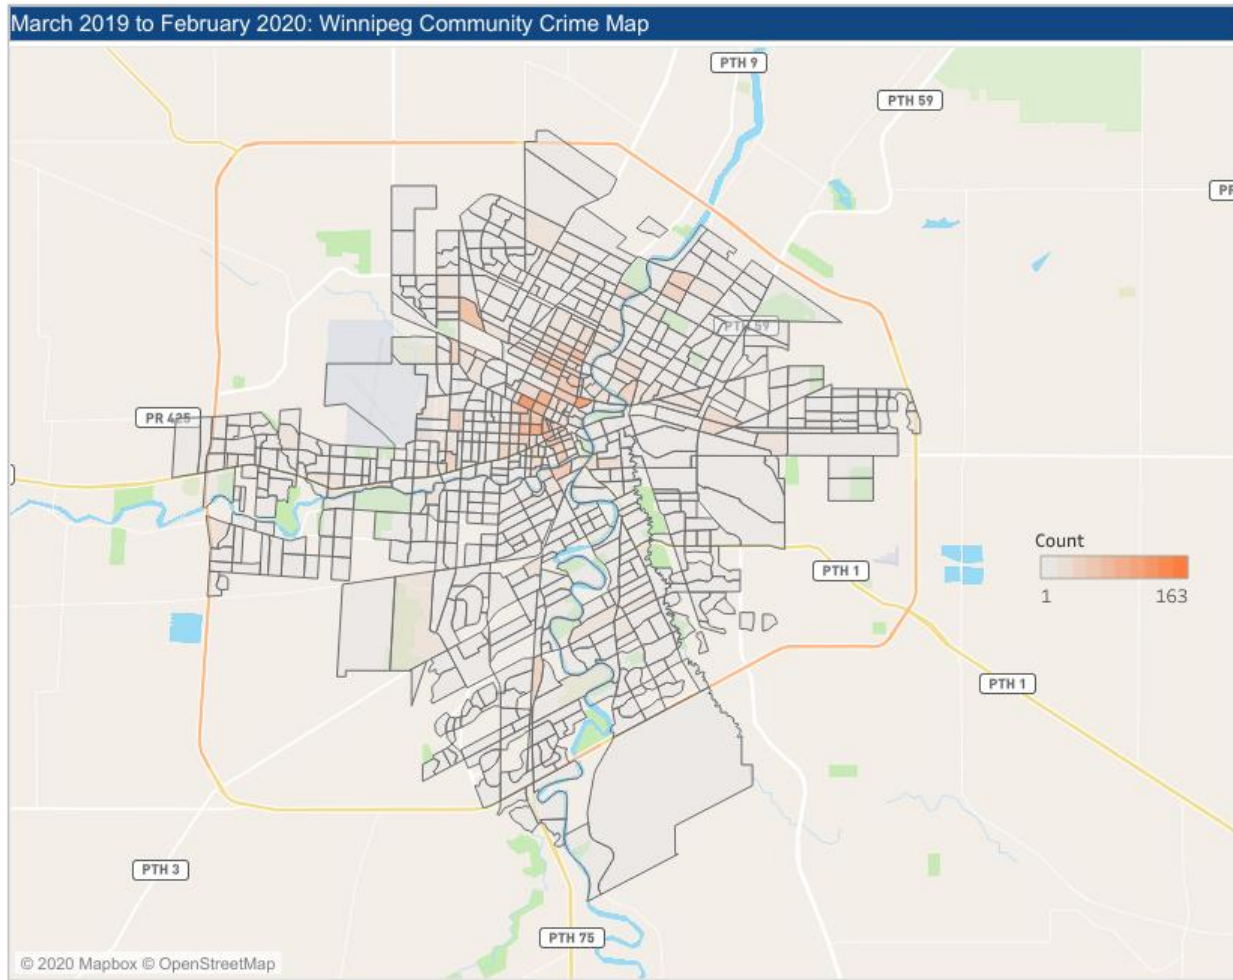 March 2019 to February 2020: Winnipeg Community Crime Map
PTH 9
PTH 59
PTH 59
PR 425
Count
1 163
PTH 1
PTH 1
PTH 3
PTH 75
© 2020 Mapbox © OpenStreetMap